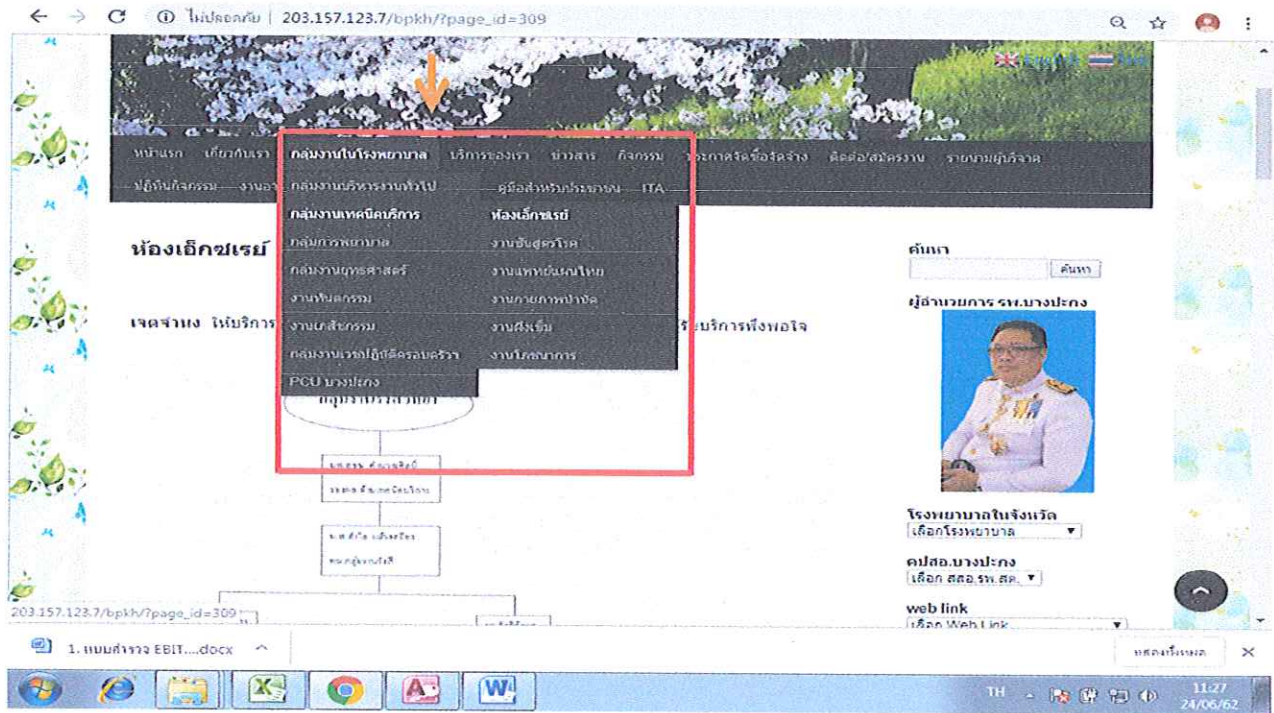 ไม่ปลอดภัย | 203.157.123.7/bpkh/?page_id=309
English
หน้าแรก เกี่ยวกับเรา กลุ่มงานในโรงพยาบาล บริการของเรา ข่าวสาร กิจกรรม ประกาศจัดซื้อจัดจ้าง ติดต่อ/สมัครงาน รายนามผู้บริจาค
ปฏิทินกิจกรรม กลุ่มงานบริหารงานทั่วไป คู่มือสำหรับประชาชน ITA
กลุ่มงานเทคนิคบริการ ห้องเอ็กซเรย์
ห้องเอ็กซเรย์ กลุ่มการพยาบาล งานชันสูตรโรค ค้นหา
กลุ่มงานยุทธศาสตร์ งานแพทย์แผนไทย ค้นหา
งานทันตกรรม งานกายภาพบำบัด ผู้อำนวยการ รพ.บางปะกง
เจตจำนง ให้บริการ งานเภสัชกรรม งานฝังเข็ม รับบริการพึงพอใจ
กลุ่มงานเวชปฏิบัติครอบครัวฯ งานโภชนาการ
PCU บางปะกง
โรงพยาบาลในจังหวัด
เลือกโรงพยาบาล
คปสอ.บางปะกง
เลือก สสอ.รพ.สต.
web link
เลือก Web Link
203.157.123.7/bpkh/?page_id=309
1. แบบสำรวจ EBIT....docx แสดงทั้งหมด
TH 11:27
24/06/62